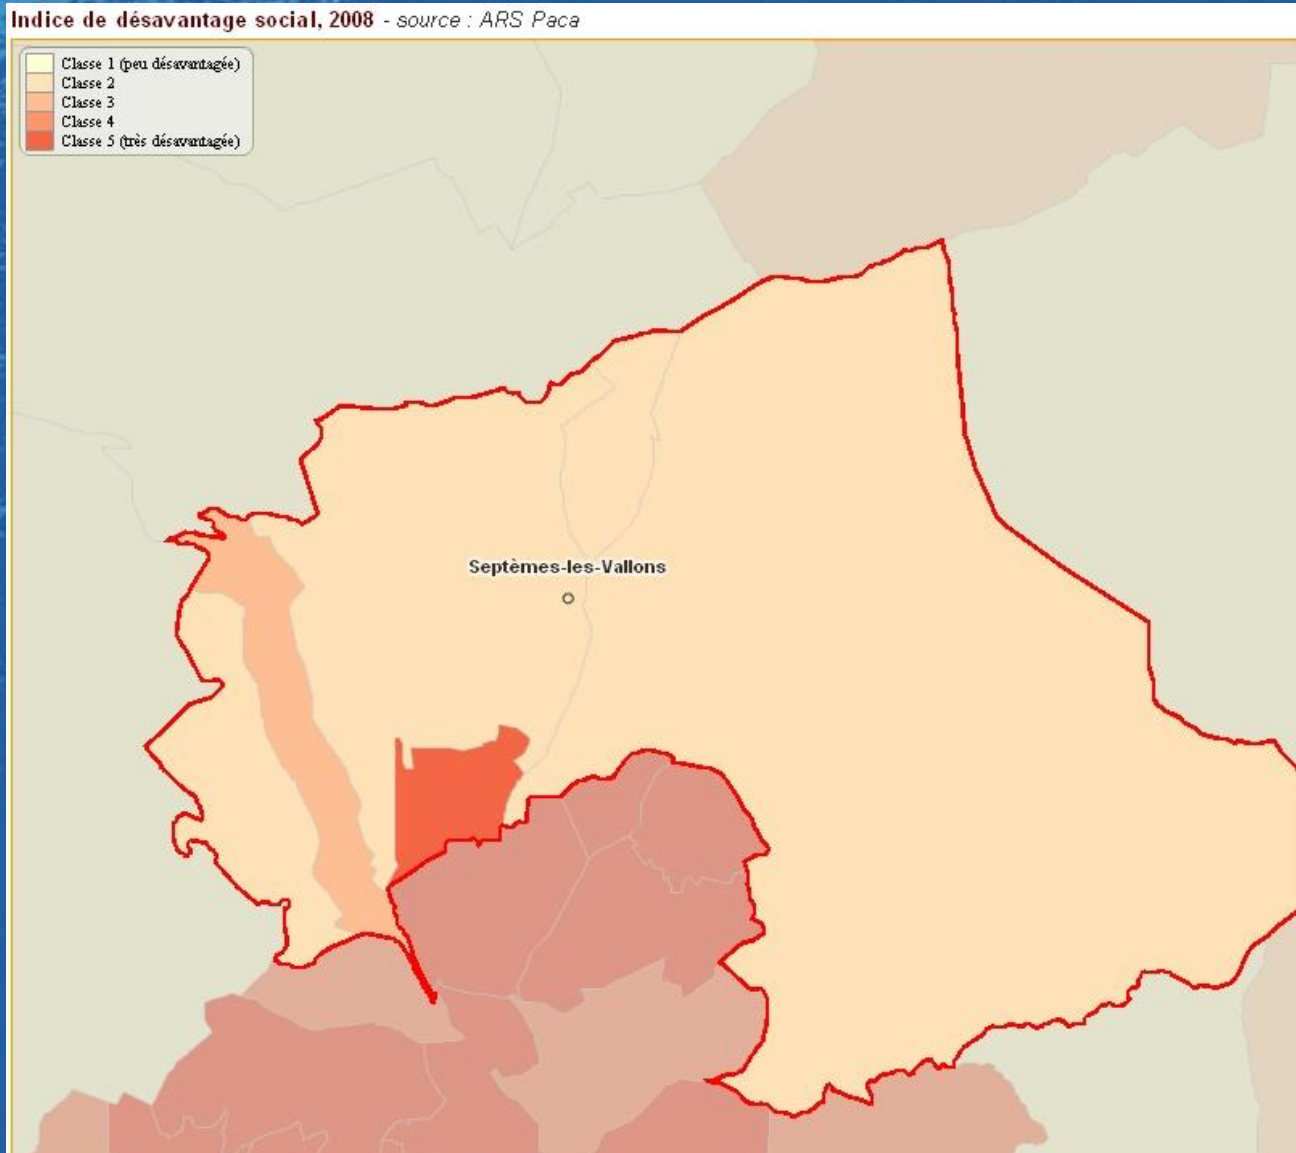 Indice de désavantage social, 2008 - source : ARS Paca
Classe 1 (peu désavantagée)
Classe 2
Classe 3
Classe 4
Classe 5 (très désavantagée)
Septèmes-les-Vallons